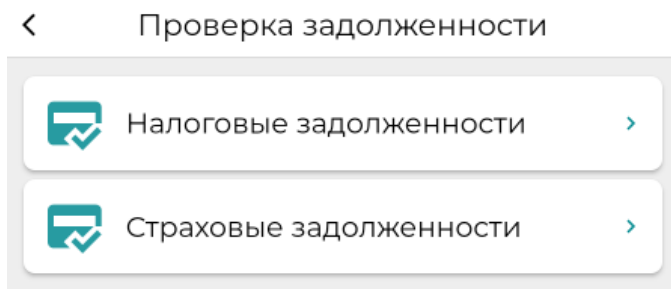 Проверка задолженности
Налоговые задолженности
Страховые задолженности